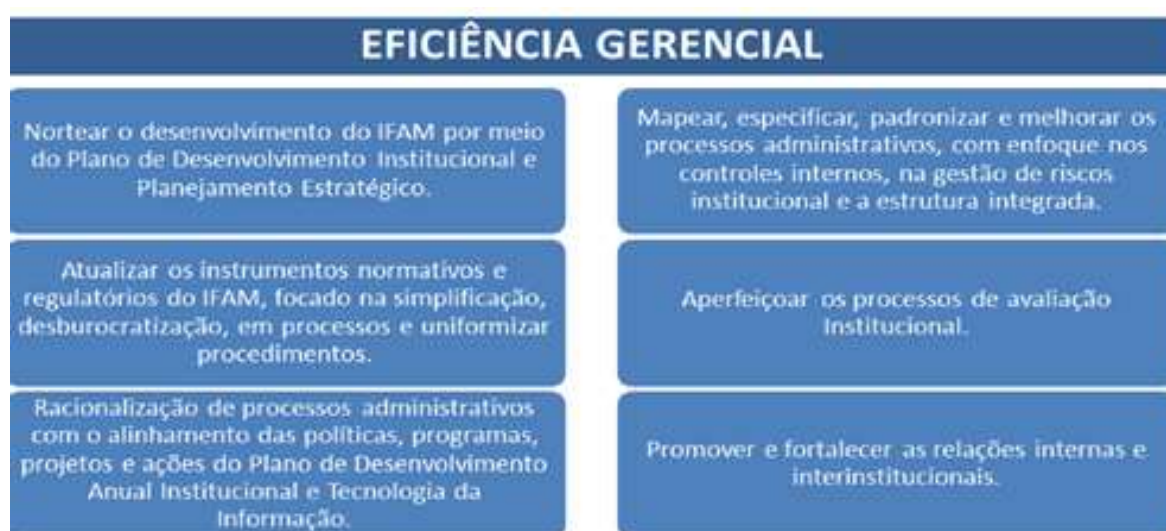 EFICIÊNCIA GERENCIAL
Nortear o desenvolvimento do IFAM por meio
do Plano de Desenvolvimento Institucional e
Planejamento Estratégico.
Mapear, especificar, padronizar e melhorar os
processos administrativos, com enfoque nos
controles internos, na gestão de riscos
institucional e a estrutura integrada.
Atualizar os instrumentos normativos e
regulatórios do IFAM, focado na simplificação,
desburocratização, em processos e uniformizar
procedimentos.
Aperfeiçoar os processos de avaliação
Institucional.
Racionalização de processos administrativos
com o alinhamento das políticas, programas,
projetos e ações do Plano de Desenvolvimento
Anual Institucional e Tecnologia da
Informação.
Promover e fortalecer as relações internas e
interinstitucionais.